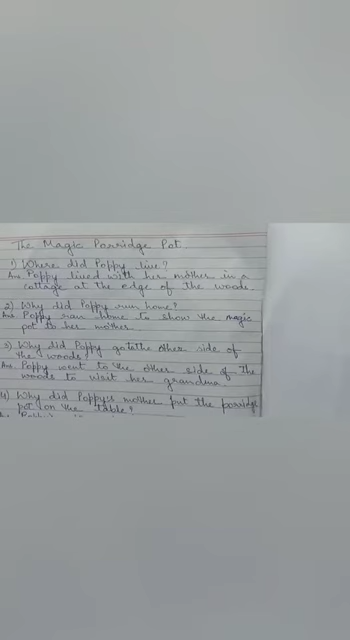 The Magic Porridge Pot
1) Where did Poppy live?
Ans. Poppy lived with her mother in a
cottage at the edge of the woods.
2) Why did Poppy run home?
Ans. Poppy ran home to show the magic
pot to her mother.
3) Why did Poppy go to the other side of
the woods?
Ans. Poppy went to the other side of the
woods to visit her grandma
4) Why did Poppy's mother put the porridge
pot on the table?